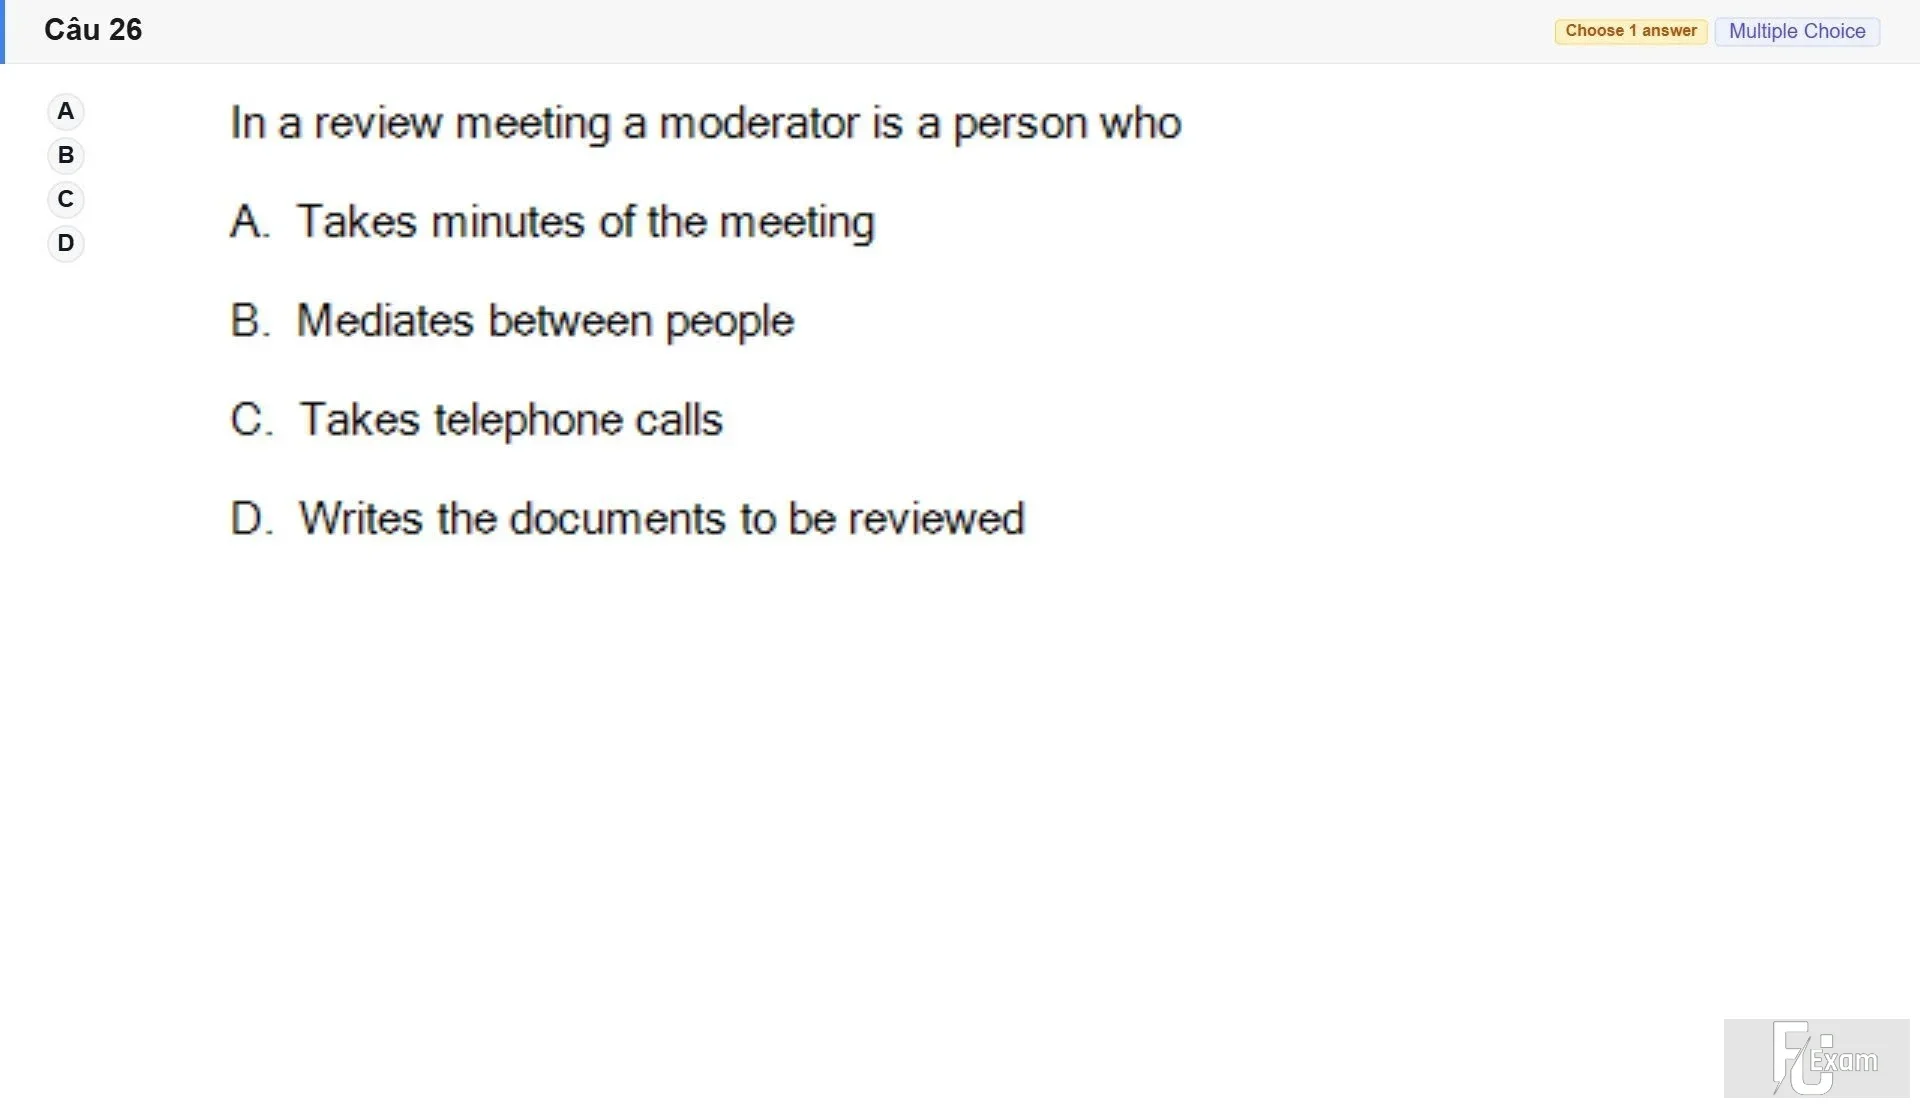 Câu 26
Choose 1 answer
Multiple Choice
A
B
C
D
In a review meeting a moderator is a person who
A. Takes minutes of the meeting
B. Mediates between people
C. Takes telephone calls
D. Writes the documents to be reviewed
FU Exam